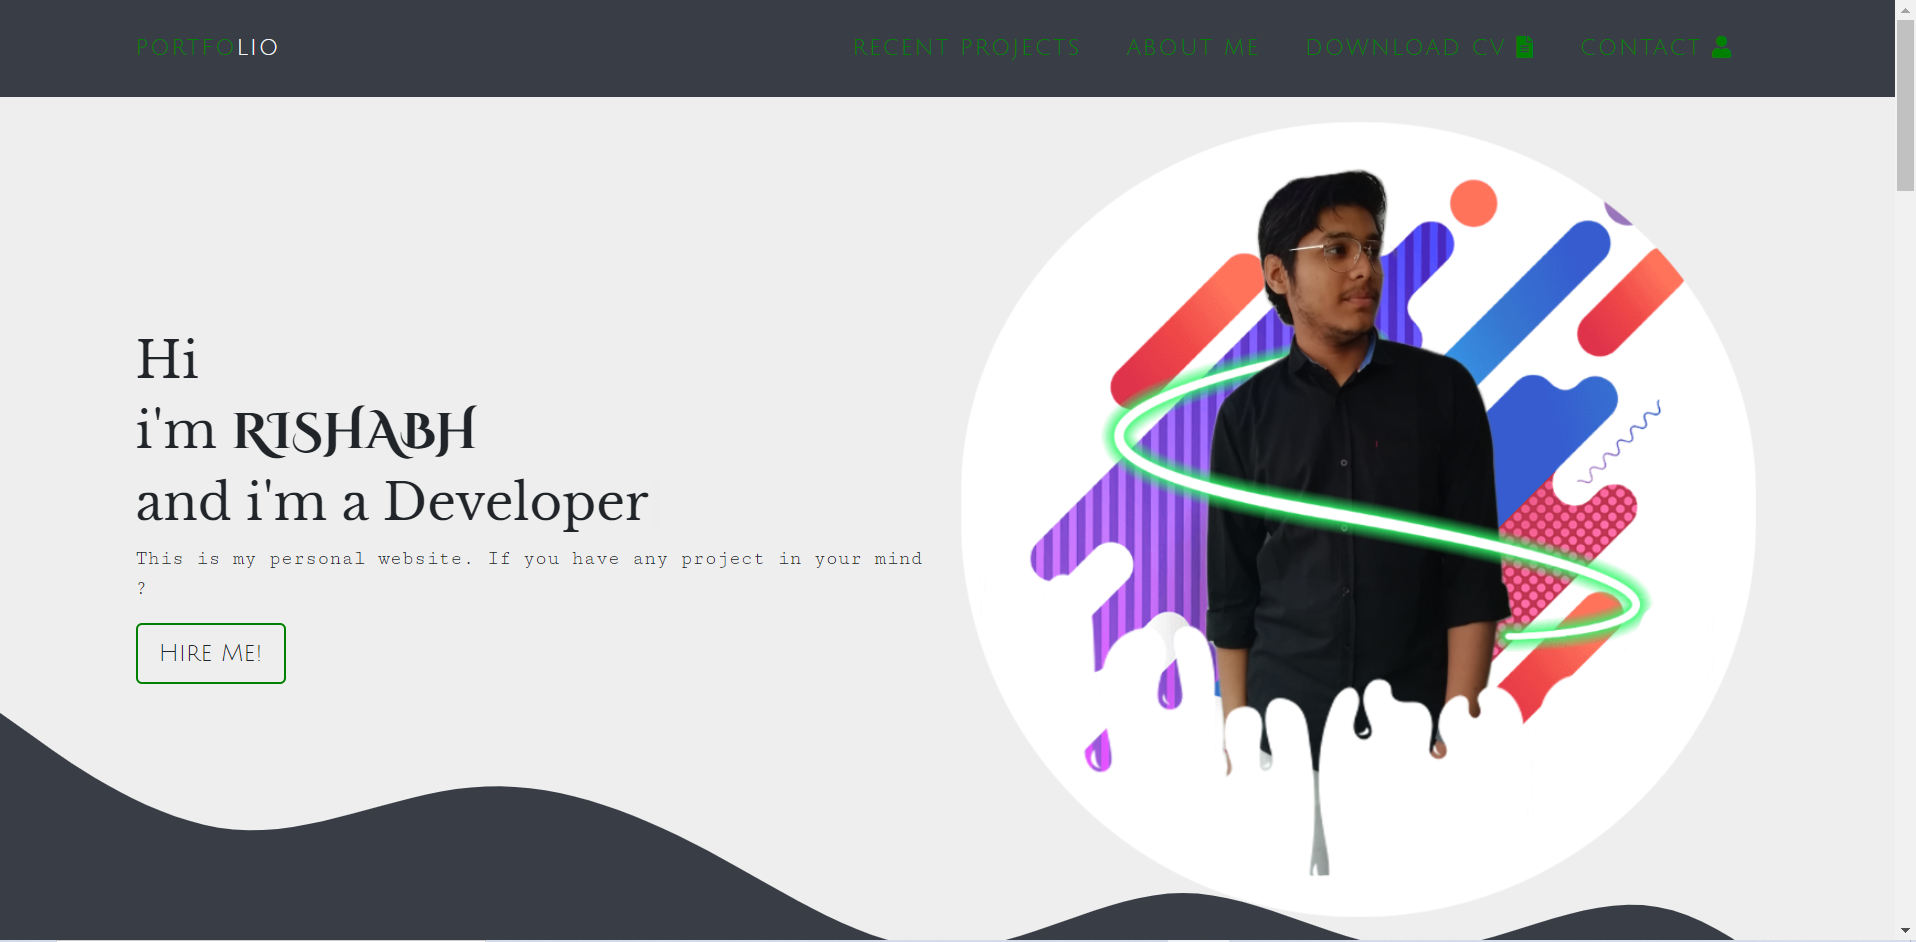 PORTFOLIO
RECENT PROJECTS ABOUT ME DOWNLOAD CV CONTACT
Hi
i'm RISHABH
and i'm a Developer
This is my personal website. If you have any project in your mind
?
HIRE ME!